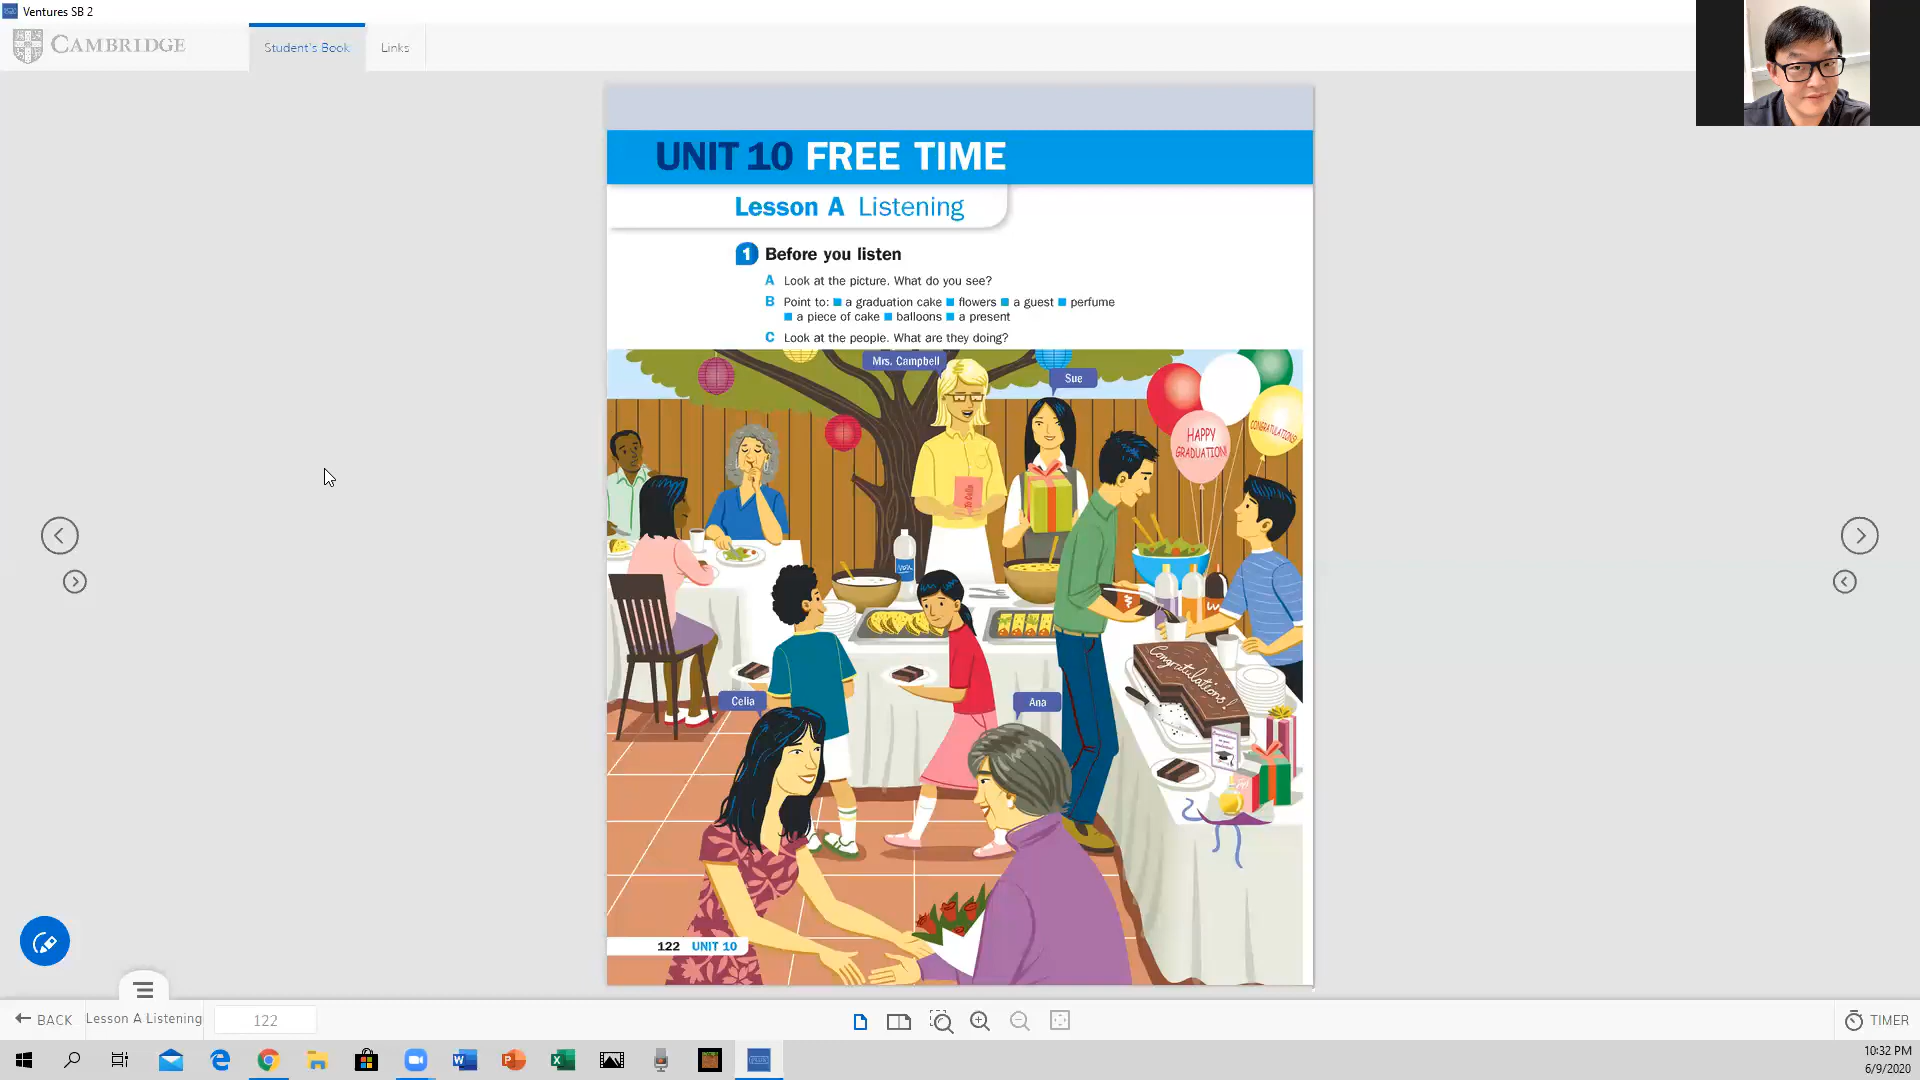 Ventures SB 2
CAMBRIDGE
Student's Book
Links
UNIT 10 FREE TIME
Lesson A Listening
1 Before you listen
A Look at the picture. What do you see?
B Point to: ■ a graduation cake ■ flowers ■ a guest ■ perfume
■ a piece of cake ■ balloons ■ a present
C Look at the people. What are they doing?
Mrs. Campbell
Sue
HAPPY
GRADUATION!
CONGRATULATIONS!
To Celia
Congratulations!
Celia
Ana
122 UNIT 10
BACK
Lesson A Listening
122
TIMER
10:32 PM
6/9/2020